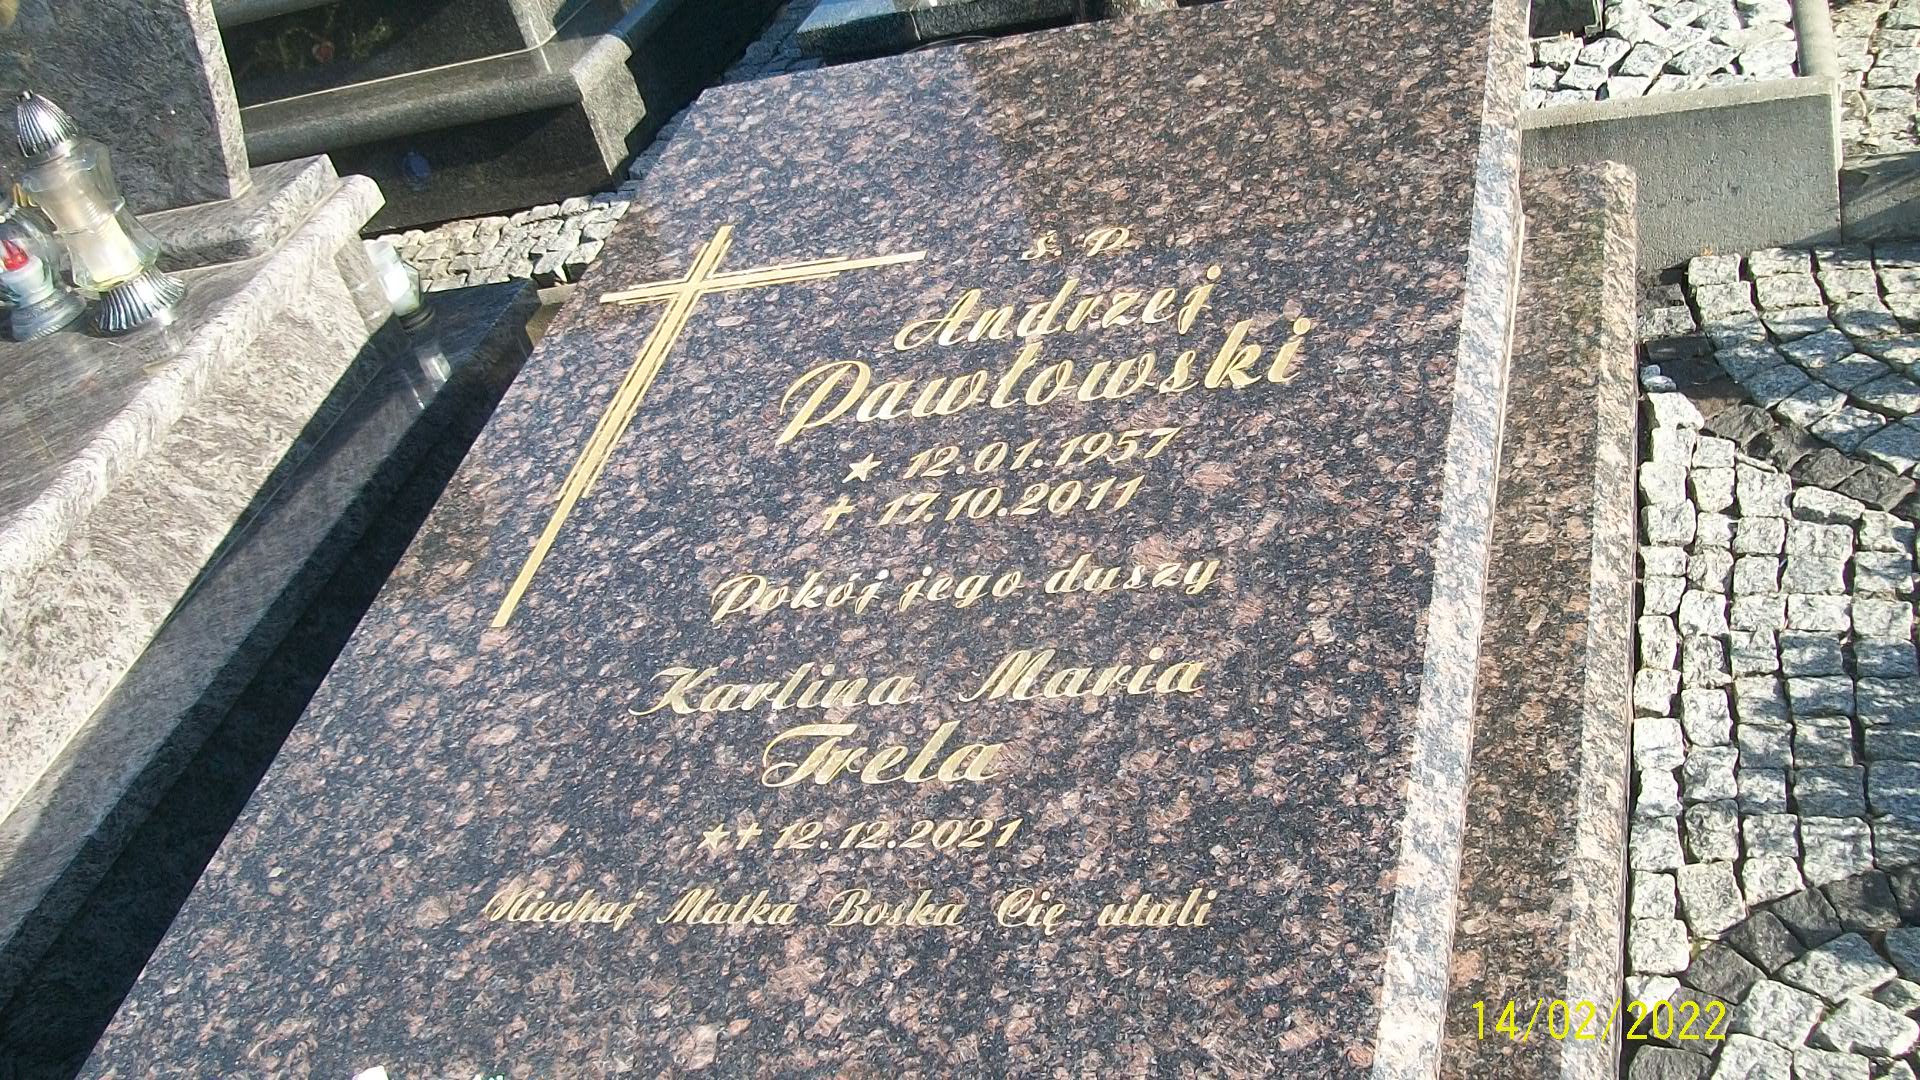 ś. P.
Andrzej
Pawłowski
★ 12.01.1957
✝ 17.10.2011
Pokój jego duszy
Karlina Maria
Trela
★✝ 12.12.2021
Niechaj Matka Boska Cię utuli
14/02/2022